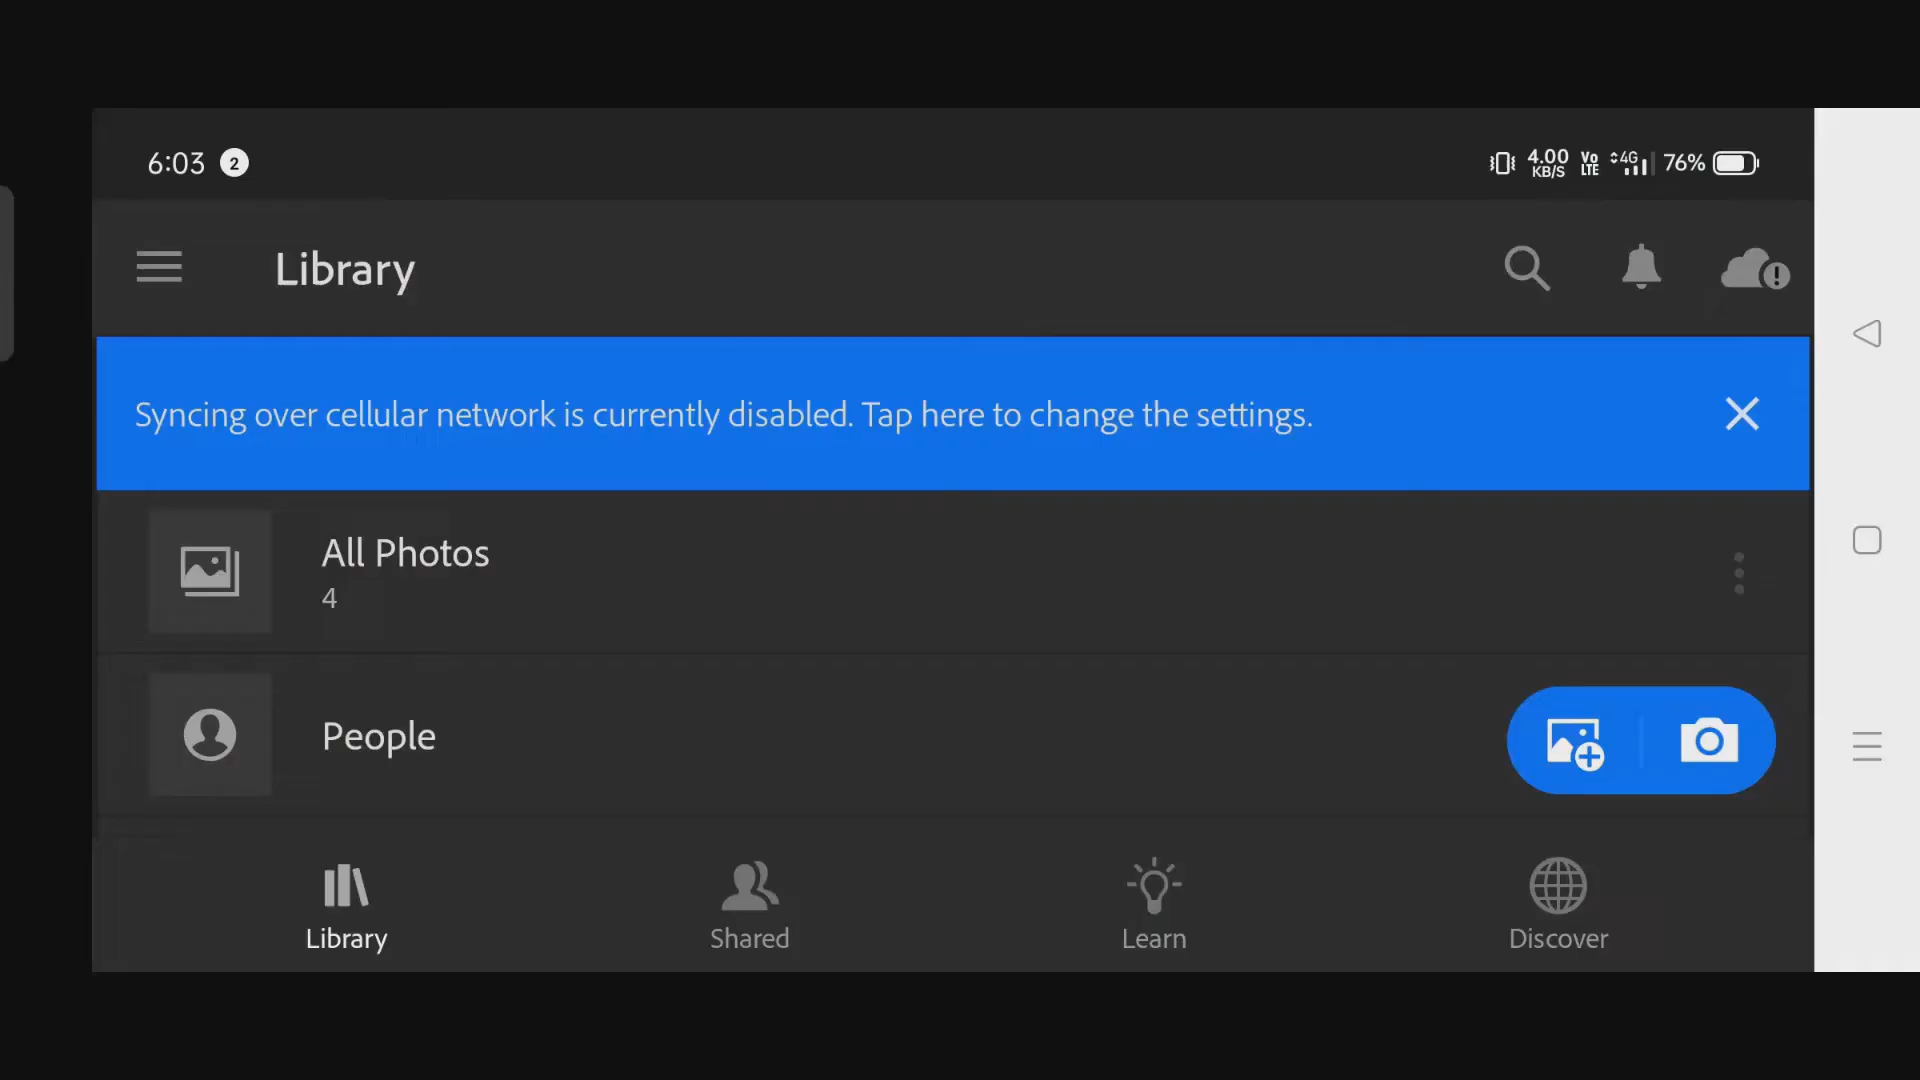 6:03 2 4.00 KB/S Vo LTE 4G 76%
Library
Syncing over cellular network is currently disabled. Tap here to change the settings.
All Photos
4
People
Library Shared Learn Discover